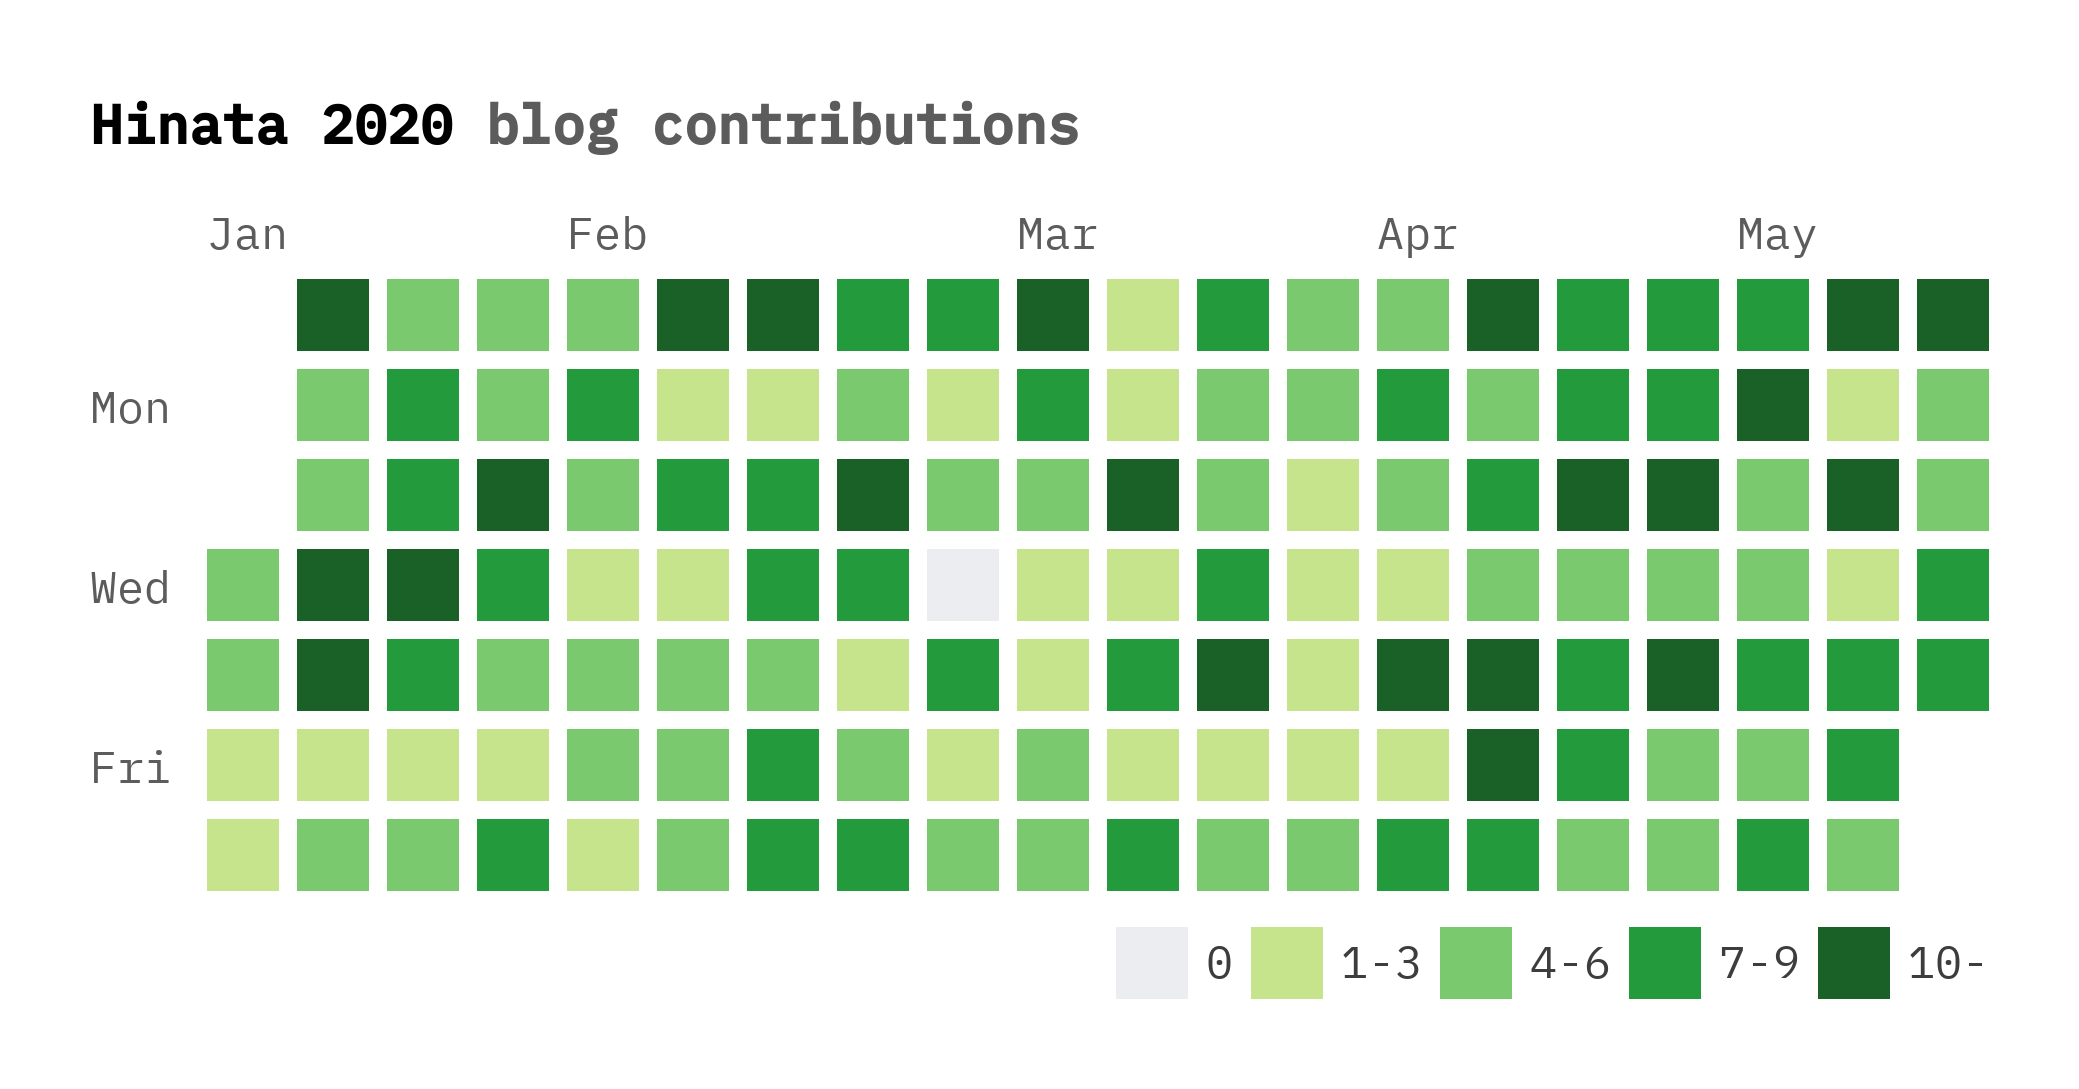 Hinata 2020 blog contributions
Jan Feb Mar Apr May
Mon
Wed
Fri
0 1-3 4-6 7-9 10-